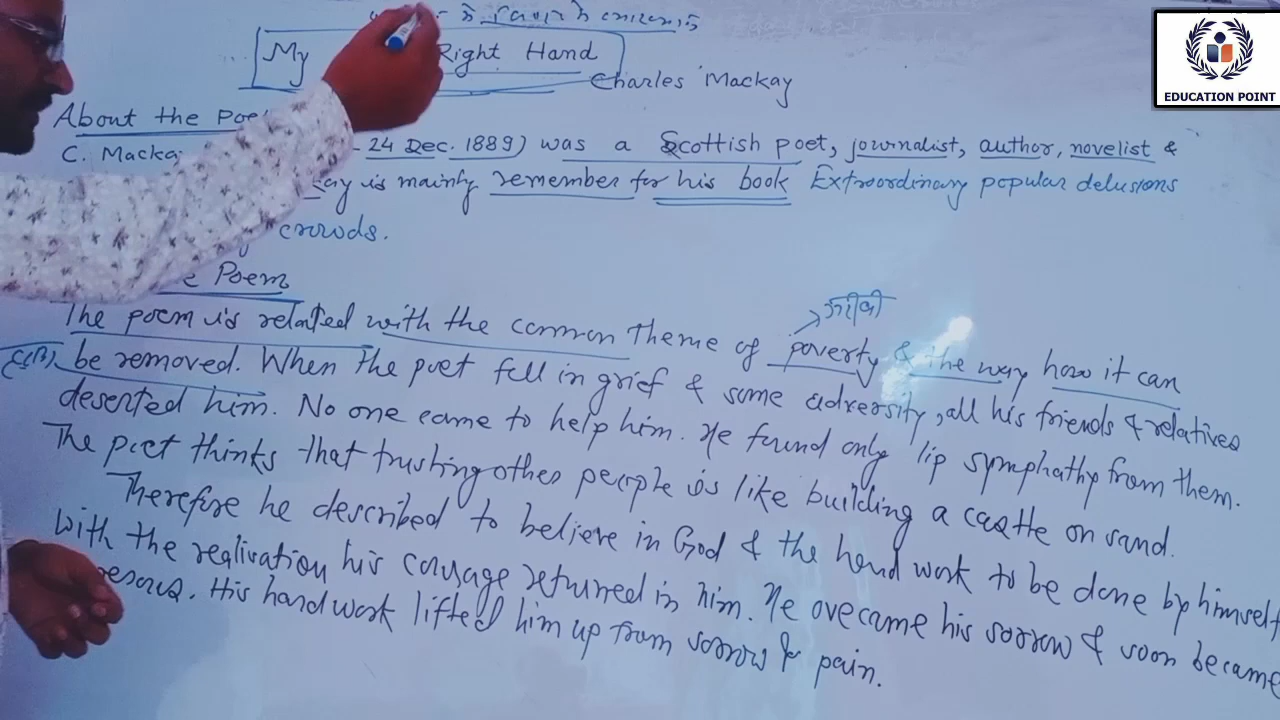 My Right Hand
Charles Mackay
EDUCATION POINT
About the Poe
C. Macka 24 Dec. 1889) was a Scottish poet, journalist, author, novelist &
ay is mainly remember for his book Extraordinary popular delusions
crowds.
e Poem
गरीबी
The poem is related with the common Theme of poverty & the way how it can
be removed. When the poet fell in grief & some adversity, all his friends & relatives
deserted him. No one came to help him. He found only lip symphathy from them.
The poet thinks that trusting other people is like building a castle on sand.
Therefore he described to believe in God & the hand work to be done by himself
With the realisation his courage returned in him. He ovecame his sorrow & soon became
His hand work lifted him up from sorrow & pain.